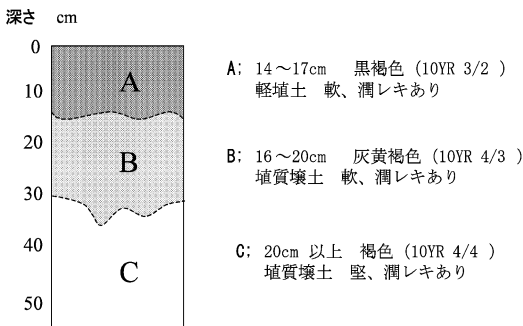 深さ cm
0
10
20
30
40
50
A
B
C
A; 14～17cm 黒褐色 (10YR 3/2 )
軽埴土 軟、潤レキあり
B; 16～20cm 灰黄褐色 (10YR 4/3 )
埴質壌土 軟、潤レキあり
C; 20cm 以上 褐色 (10YR 4/4 )
埴質壌土 堅、潤レキあり